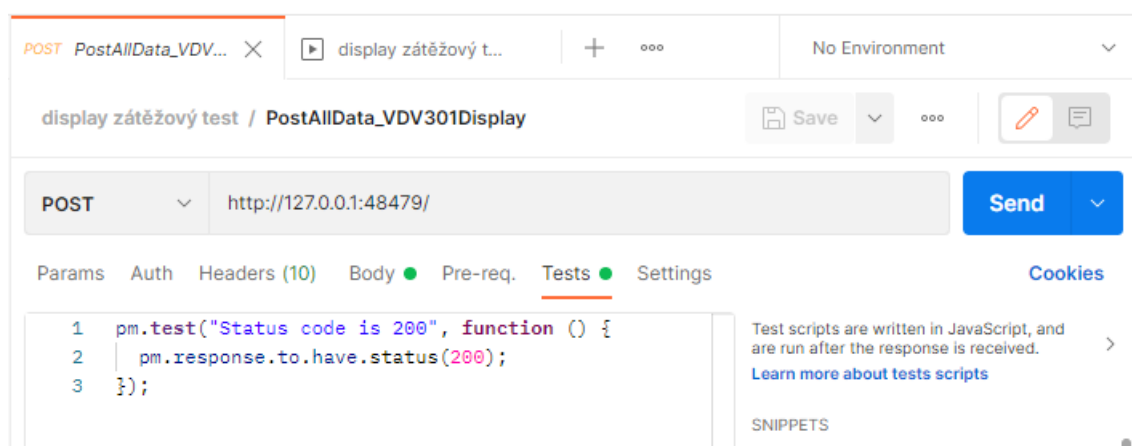 POST PostAllData_VDV... display zátěžový t... No Environment
display zátěžový test / PostAllData_VDV301Display Save
POST http://127.0.0.1:48479/ Send
Params Auth Headers (10) Body Pre-req. Tests Settings Cookies
1 pm.test("Status code is 200", function () {
2 pm.response.to.have.status(200);
3 });
Test scripts are written in JavaScript, and
are run after the response is received.
Learn more about tests scripts
SNIPPETS